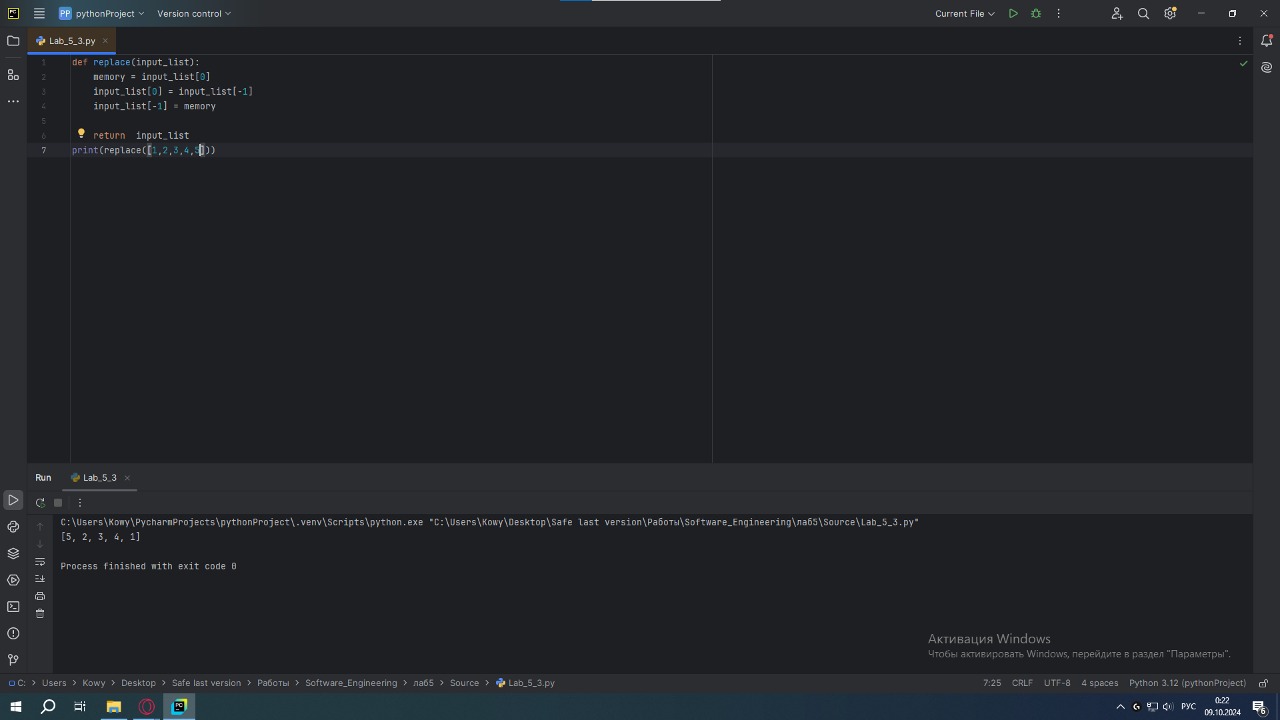 PC PP pythonProject Version control Current File
Lab_5_3.py
1 def replace(input_list):
2     memory = input_list[0]
3     input_list[0] = input_list[-1]
4     input_list[-1] = memory
5
6     return  input_list
7 print(replace([1,2,3,4,5]))
Run Lab_5_3
C:\Users\Kowy\PycharmProjects\pythonProject\.venv\Scripts\python.exe "C:\Users\Kowy\Desktop\Safe last version\Работы\Software_Engineering\лаб5\Source\Lab_5_3.py"
[5, 2, 3, 4, 1]
Process finished with exit code 0
Активация Windows
Чтобы активировать Windows, перейдите в раздел "Параметры".
C: > Users > Kowy > Desktop > Safe last version > Работы > Software_Engineering > лаб5 > Source > Lab_5_3.py 7:25 CRLF UTF-8 4 spaces Python 3.12 (pythonProject)
PC РУС 0:22
09.10.2024 6